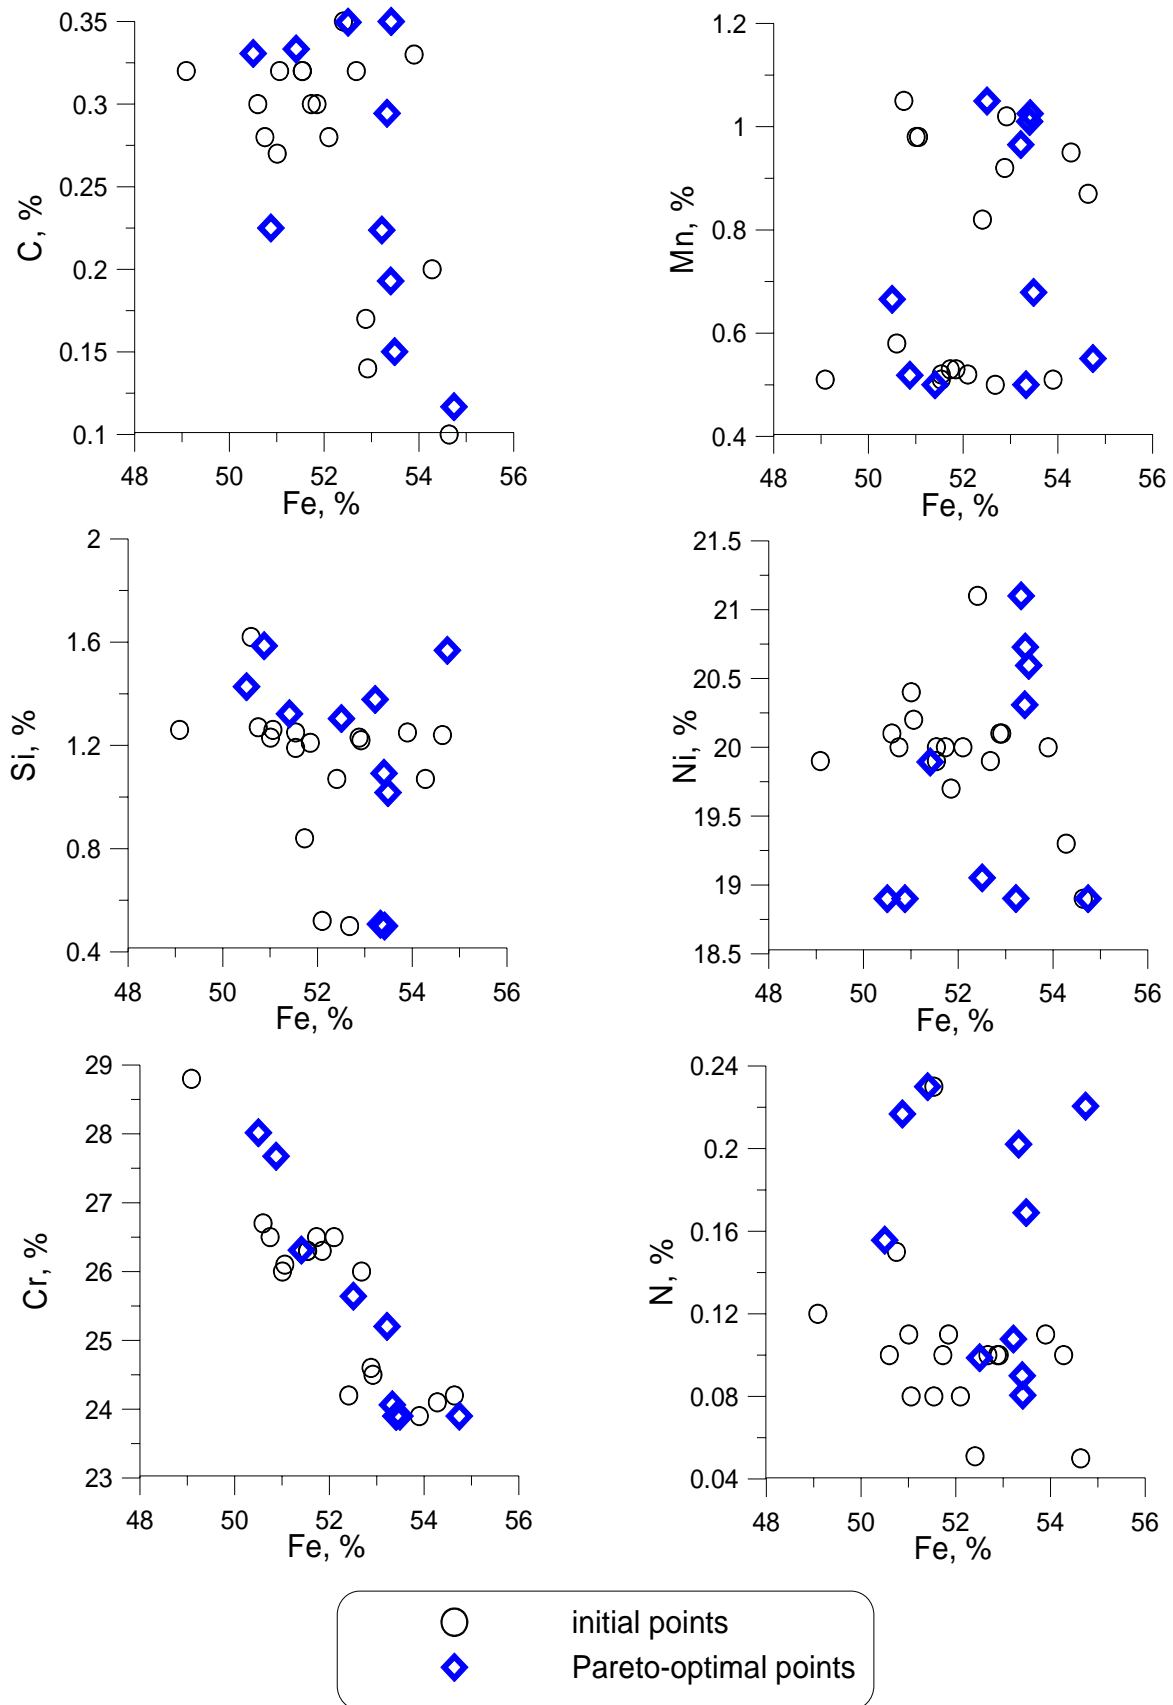 0.35
0.3
0.25
0.2
0.15
0.1
C, %
48 50 52 54 56
Fe, %
1.2
1
0.8
0.6
0.4
Mn, %
48 50 52 54 56
Fe, %
2
1.6
1.2
0.8
0.4
Si, %
48 50 52 54 56
Fe, %
21.5
21
20.5
20
19.5
19
18.5
Ni, %
48 50 52 54 56
Fe, %
29
28
27
26
25
24
23
Cr, %
48 50 52 54 56
Fe, %
0.24
0.2
0.16
0.12
0.08
0.04
N, %
48 50 52 54 56
Fe, %
initial points
Pareto-optimal points